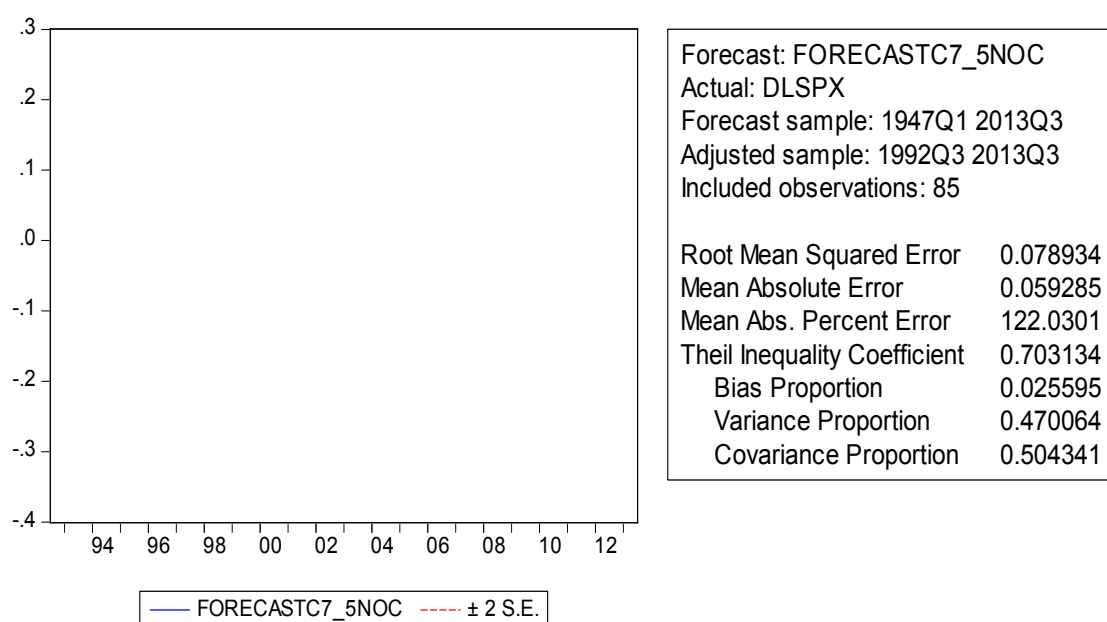 .3
.2
.1
.0
-.1
-.2
-.3
-.4
94 96 98 00 02 04 06 08 10 12
FORECASTC7_5NOC ± 2 S.E.
Forecast: FORECASTC7_5NOC
Actual: DLSPX
Forecast sample: 1947Q1 2013Q3
Adjusted sample: 1992Q3 2013Q3
Included observations: 85
Root Mean Squared Error 0.078934
Mean Absolute Error 0.059285
Mean Abs. Percent Error 122.0301
Theil Inequality Coefficient 0.703134
Bias Proportion 0.025595
Variance Proportion 0.470064
Covariance Proportion 0.504341